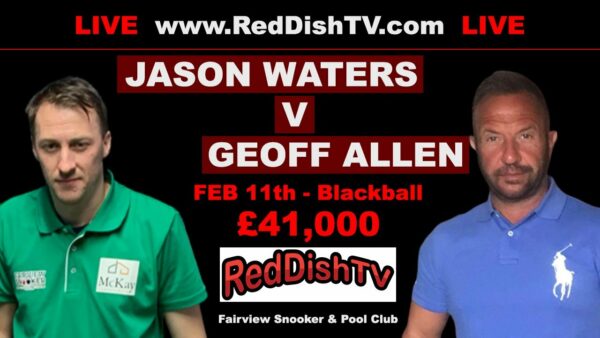 LIVE www.RedDishTV.com LIVE
JASON WATERS
V
GEOFF ALLEN
FEB 11th - Blackball
£41,000
RedDishTV
Fairview Snooker & Pool Club
McKay